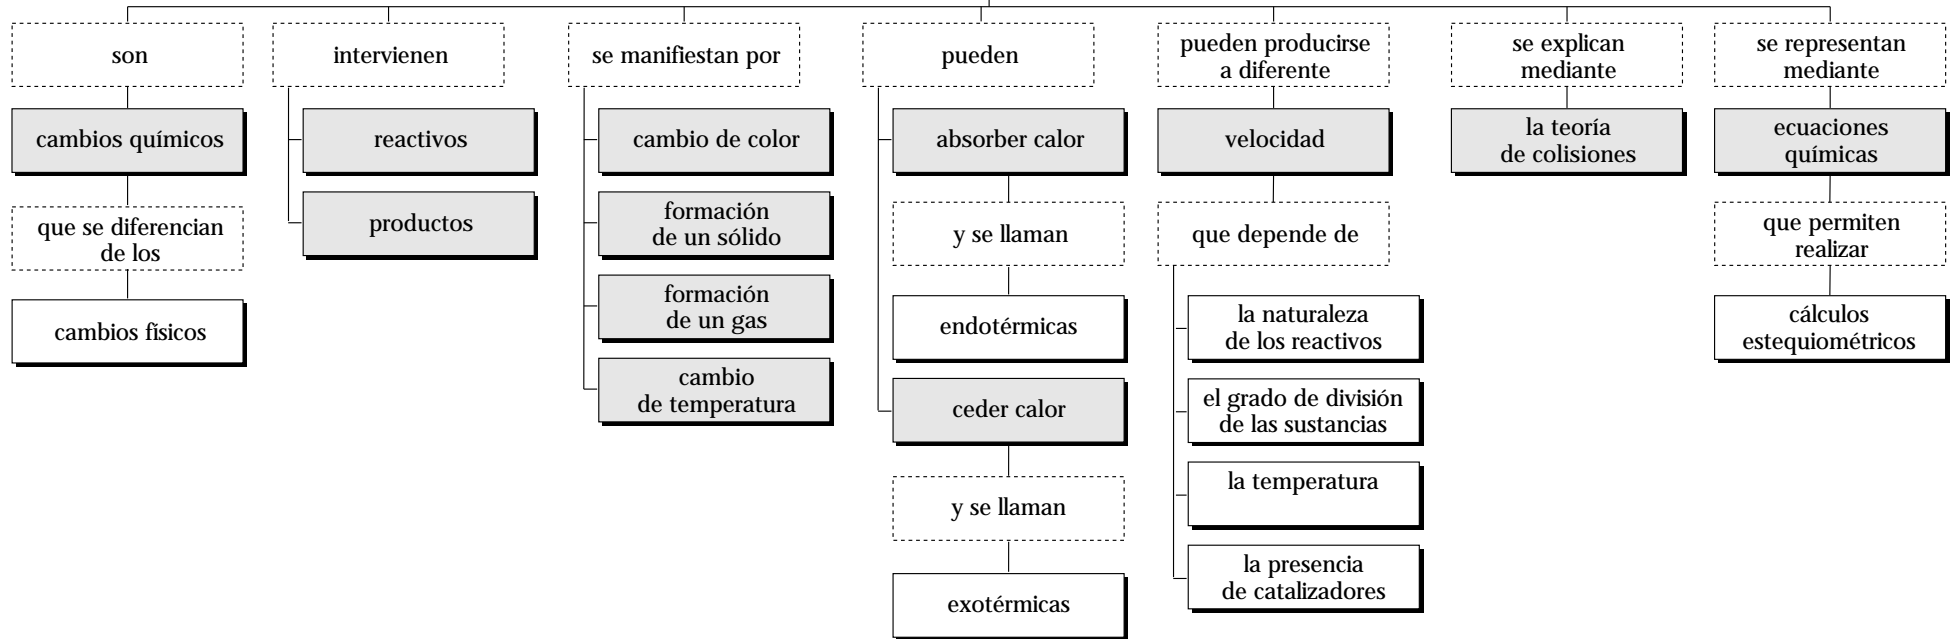 son
cambios químicos
que se diferencian
de los
cambios físicos
intervienen
reactivos
productos
se manifiestan por
cambio de color
formación
de un sólido
formación
de un gas
cambio
de temperatura
pueden
absorber calor
y se llaman
endotérmicas
ceder calor
y se llaman
exotérmicas
pueden producirse
a diferente
velocidad
que depende de
la naturaleza
de los reactivos
el grado de división
de las sustancias
la temperatura
la presencia
de catalizadores
se explican
mediante
la teoría
de colisiones
se representan
mediante
ecuaciones
químicas
que permiten
realizar
cálculos
estequiométricos